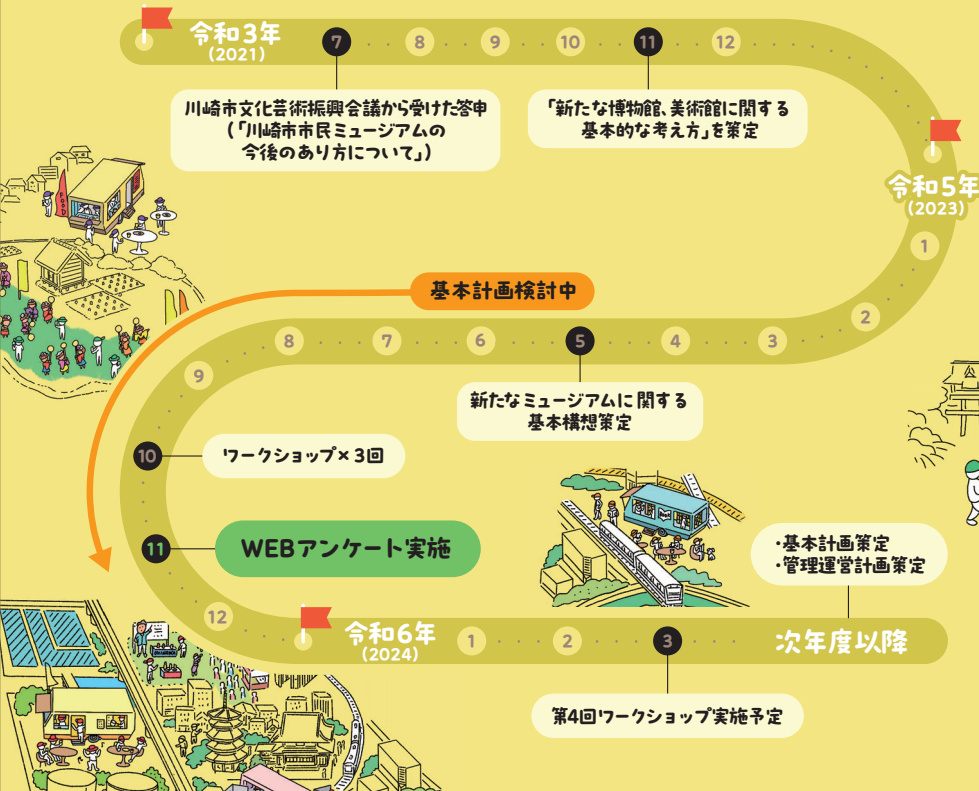 令和3年
(2021)
7
8
9
10
11
12
川崎市文化芸術振興会議から受けた答申
(「川崎市市民ミュージアムの
今後のあり方について」)
「新たな博物館、美術館に関する
基本的な考え方」を策定
令和5年
(2023)
1
2
3
4
5
6
7
8
9
基本計画検討中
新たなミュージアムに関する
基本構想策定
10
ワークショップ×3回
11
WEBアンケート実施
12
令和6年
(2024)
1
2
3
第4回ワークショップ実施予定
次年度以降
・基本計画策定
・管理運営計画策定
FOOD